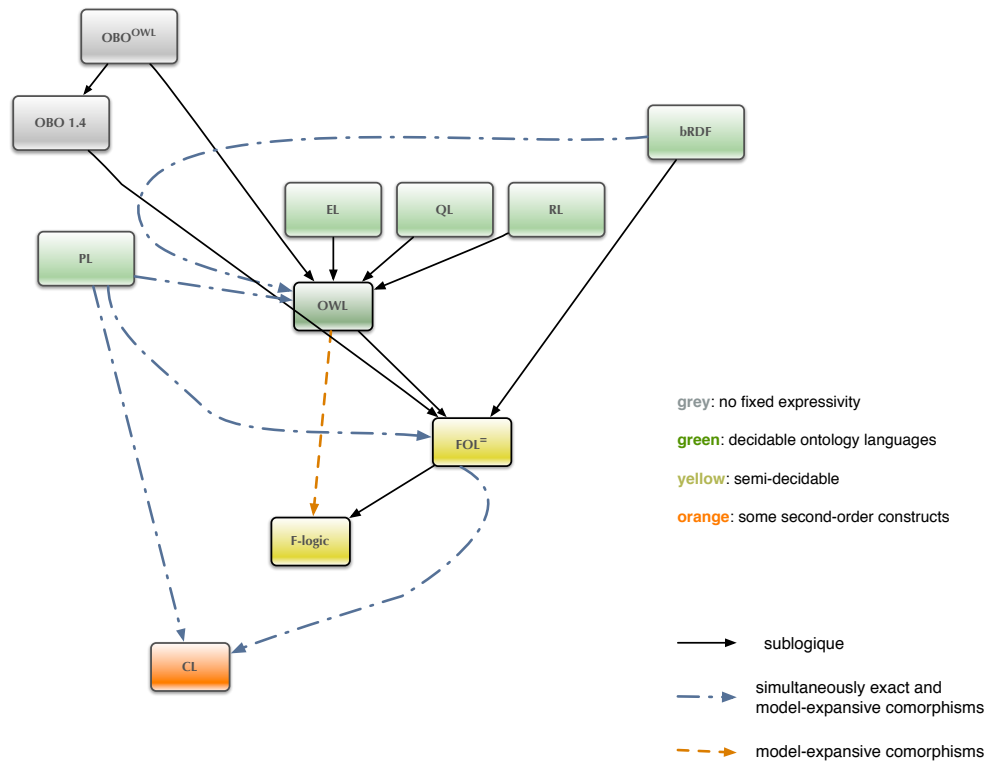 OBO^OWL
OBO 1.4
bRDF
EL
QL
RL
PL
OWL
grey: no fixed expressivity
green: decidable ontology languages
FOL^=
yellow: semi-decidable
orange: some second-order constructs
F-logic
CL
sublogique
simultaneously exact and
model-expansive comorphisms
model-expansive comorphisms